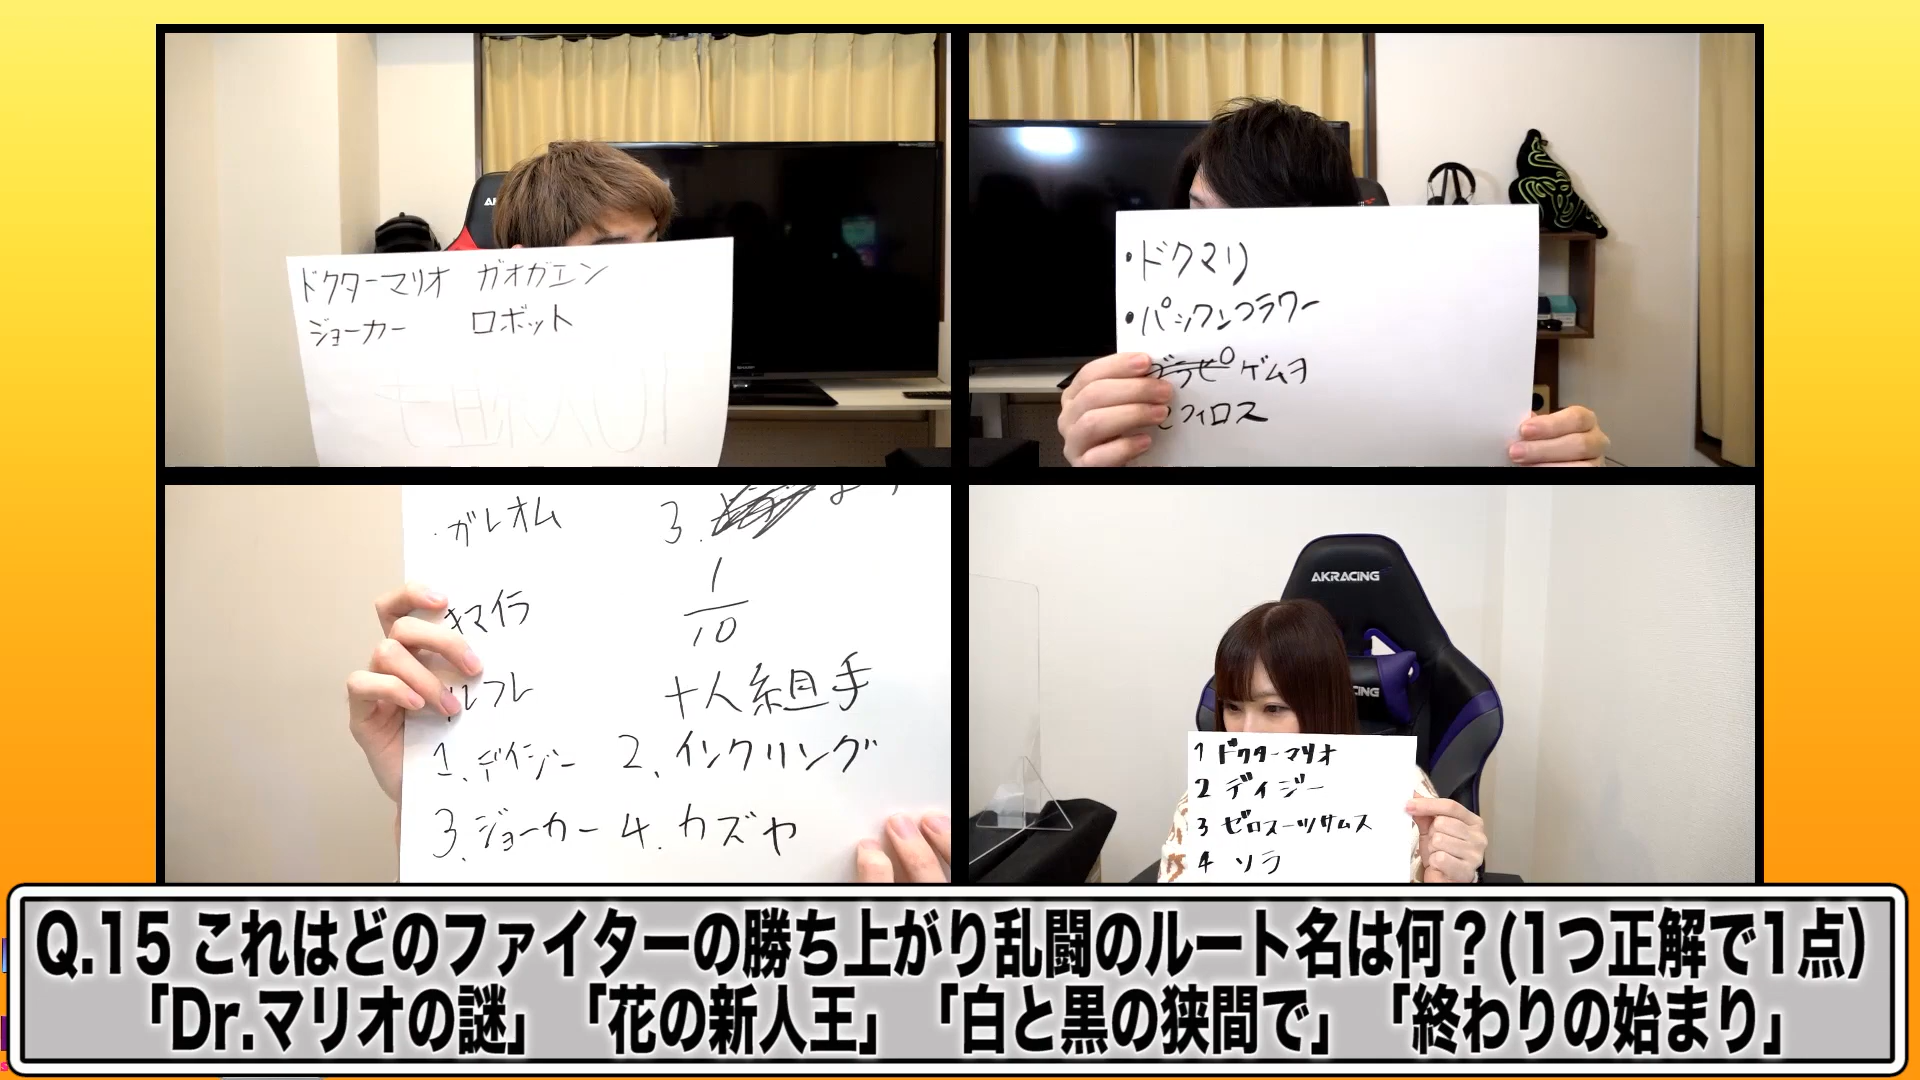 ドクターマリオ ガオガエン
ジョーカー ロボット
・ドクマリ
・パックンフラワー
ゲムヲ
フィロス
・ガレオム 3.
キマイラ
1
10
ルフレ 十人組手
1. デイジー 2. インクリング
3. ジョーカー 4. カズヤ
AKRACING
1 ドクターマリオ
2 デイジー
3 ゼロスーツサムス
4 ソラ
Q.15 これはどのファイターの勝ち上がり乱闘のルート名は何？(1つ正解で1点)
「Dr.マリオの謎」「花の新人王」「白と黒の狭間で」「終わりの始まり」